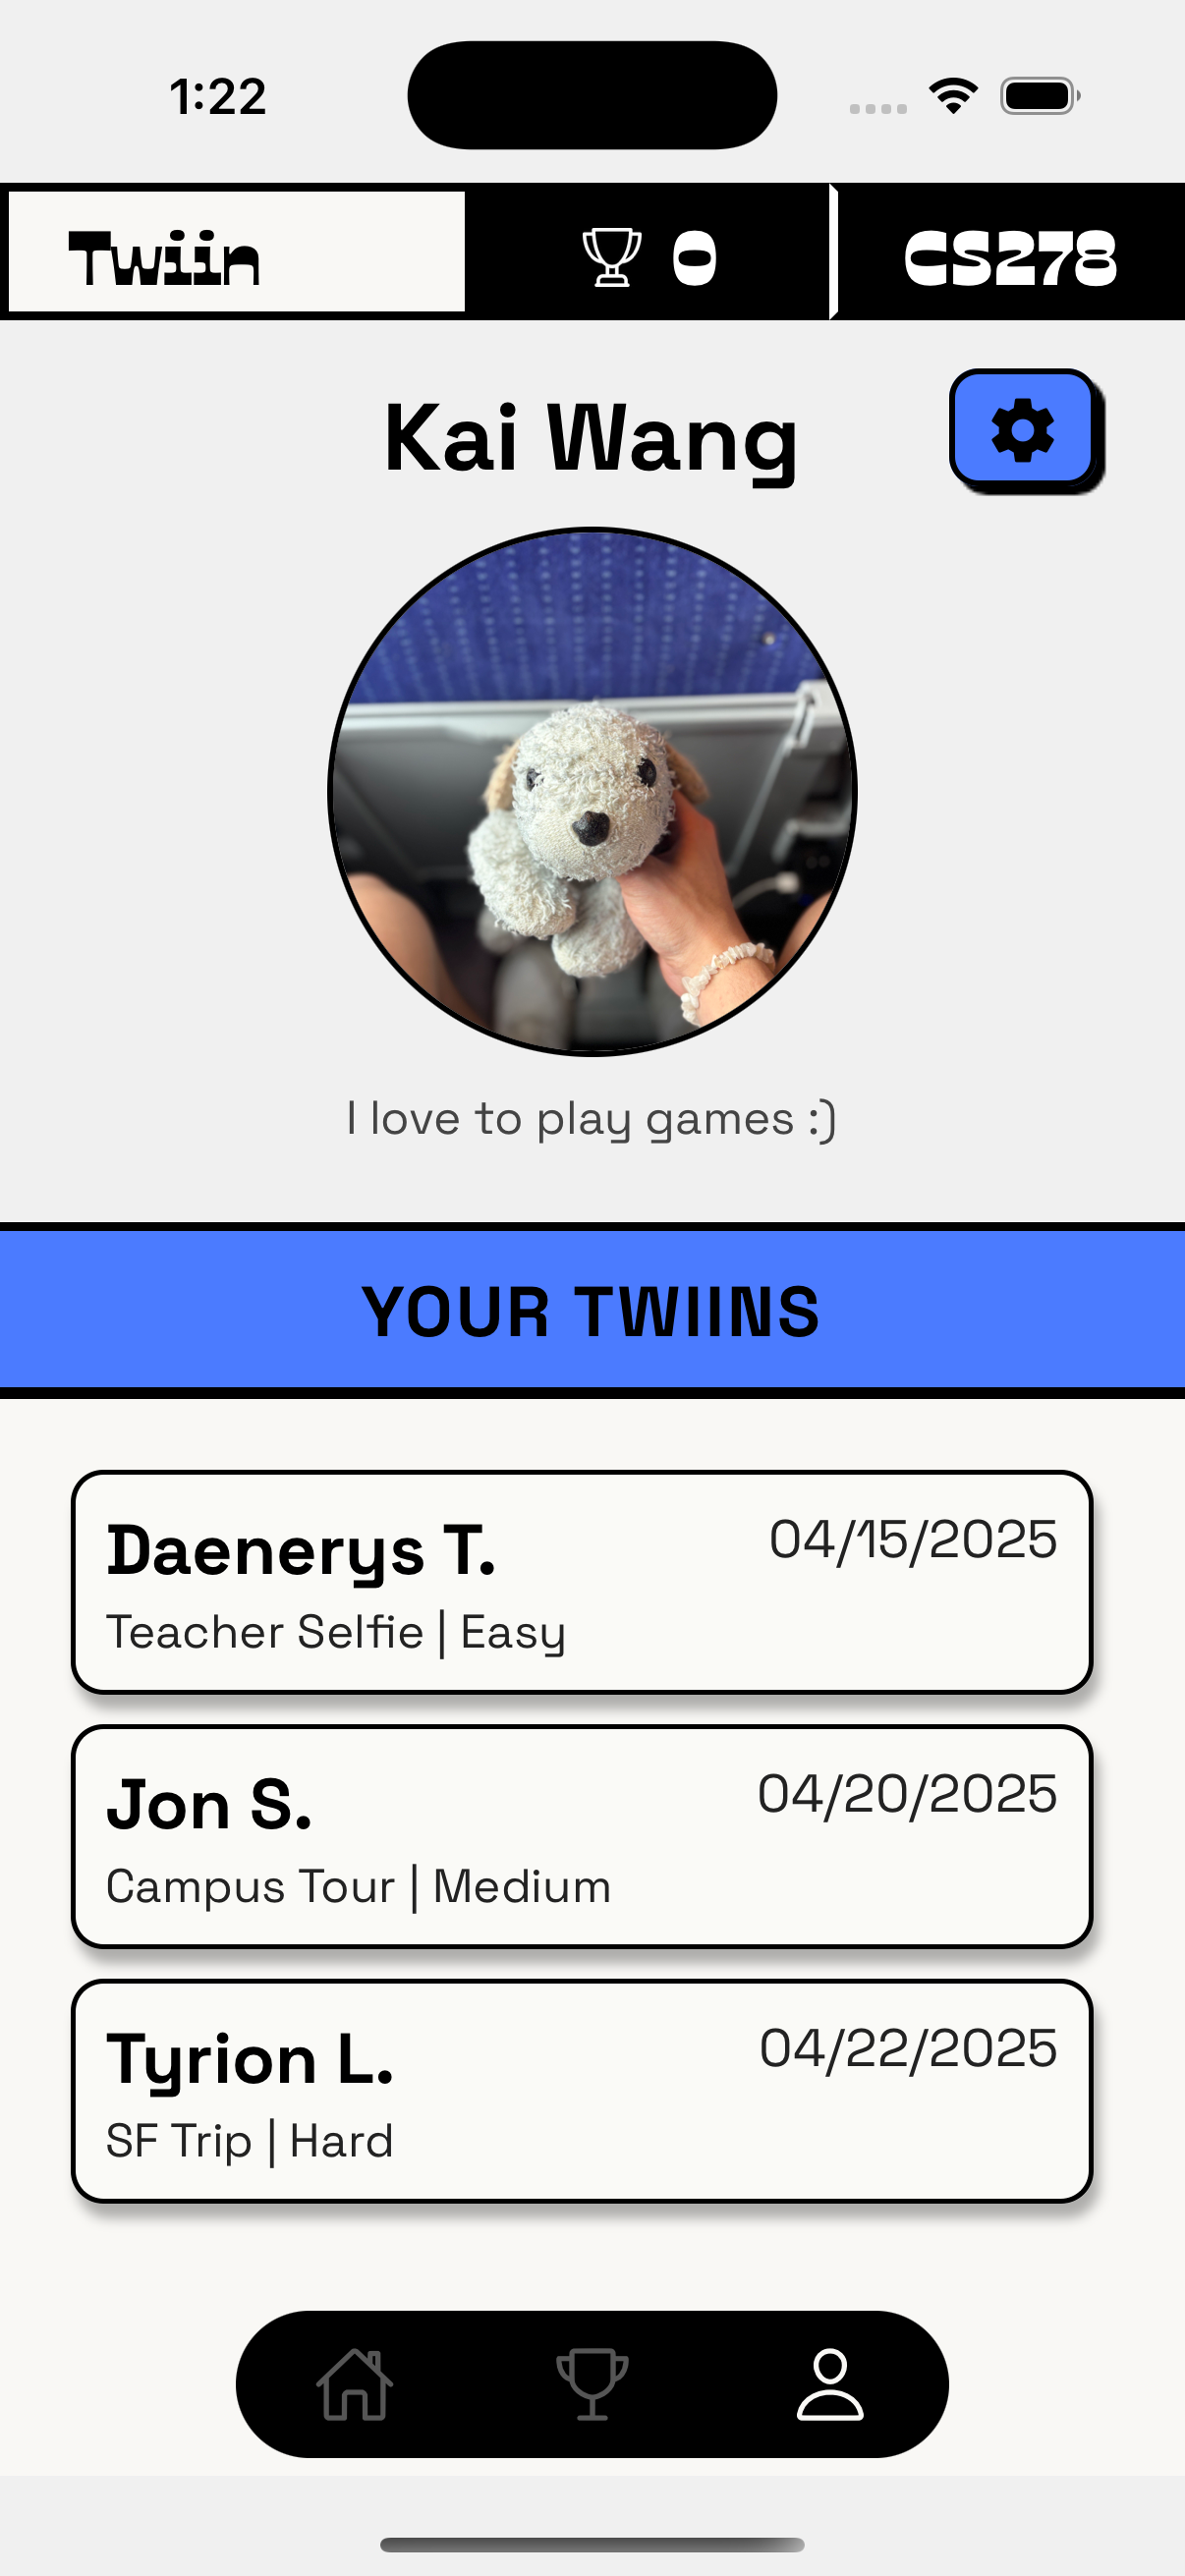 1:22
Twiin 0 CS278
Kai Wang
I love to play games :)
YOUR TWIINS
Daenerys T. 04/15/2025
Teacher Selfie | Easy
Jon S. 04/20/2025
Campus Tour | Medium
Tyrion L. 04/22/2025
SF Trip | Hard